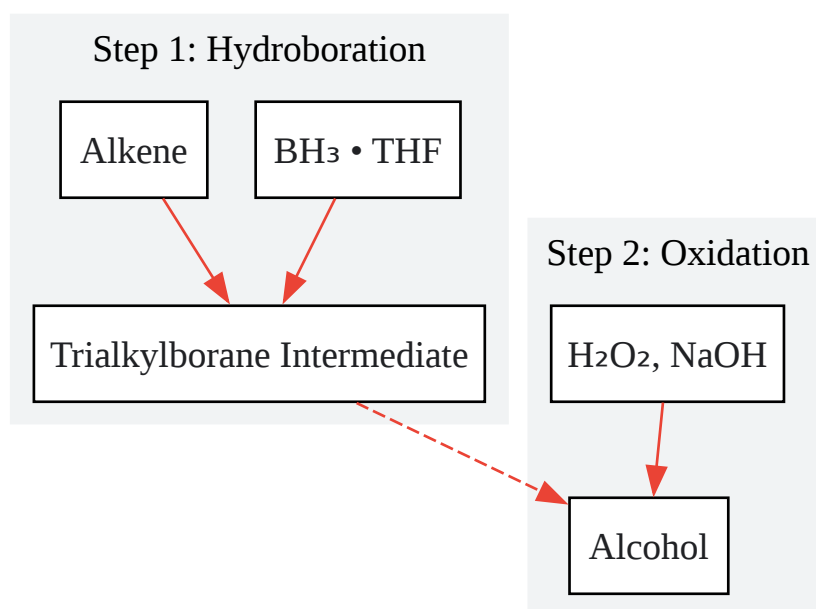 Step 1: Hydroboration
Alkene
BH₃ • THF
Trialkylborane Intermediate
Step 2: Oxidation
H₂O₂, NaOH
Alcohol